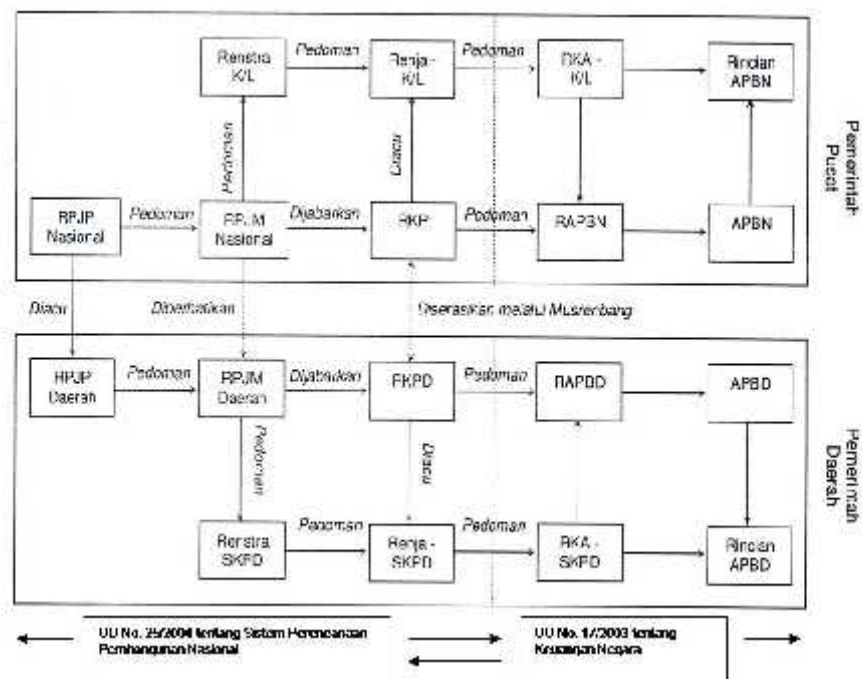 Renstra
K/L
Pedoman
Renja -
K/L
Pedoman
RKA -
K/L
Rincian
APBN
Pedoman
Diacu
RPJP
Nasional
Pedoman
RPJM
Nasional
Dijabarkan
RKP
Pedoman
RAPBN
APBN
Pemerintah
Pusat
Diacu
Diperhatikan
Diserasikan melalui Musrenbang
RPJP
Daerah
Pedoman
RPJM
Daerah
Dijabarkan
RKPD
Pedoman
RAPBD
APBD
Pedoman
Diacu
Renstra
SKPD
Pedoman
Renja -
SKPD
Pedoman
RKA -
SKPD
Rincian
APBD
Pemerintah
Daerah
UU No. 25/2004 tentang Sistem Perencanaan
Pembangunan Nasional
UU No. 17/2003 tentang
Keuangan Negara